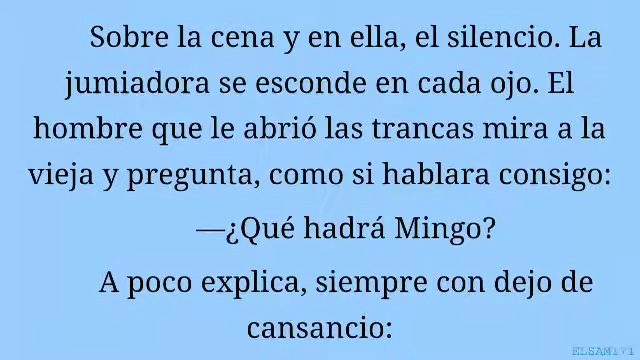 Sobre la cena y en ella, el silencio. La
jumiadora se esconde en cada ojo. El
hombre que le abrió las trancas mira a la
vieja y pregunta, como si hablara consigo:
—¿Qué hadrá Mingo?
A poco explica, siempre con dejo de
cansancio:
ELSAM1V1